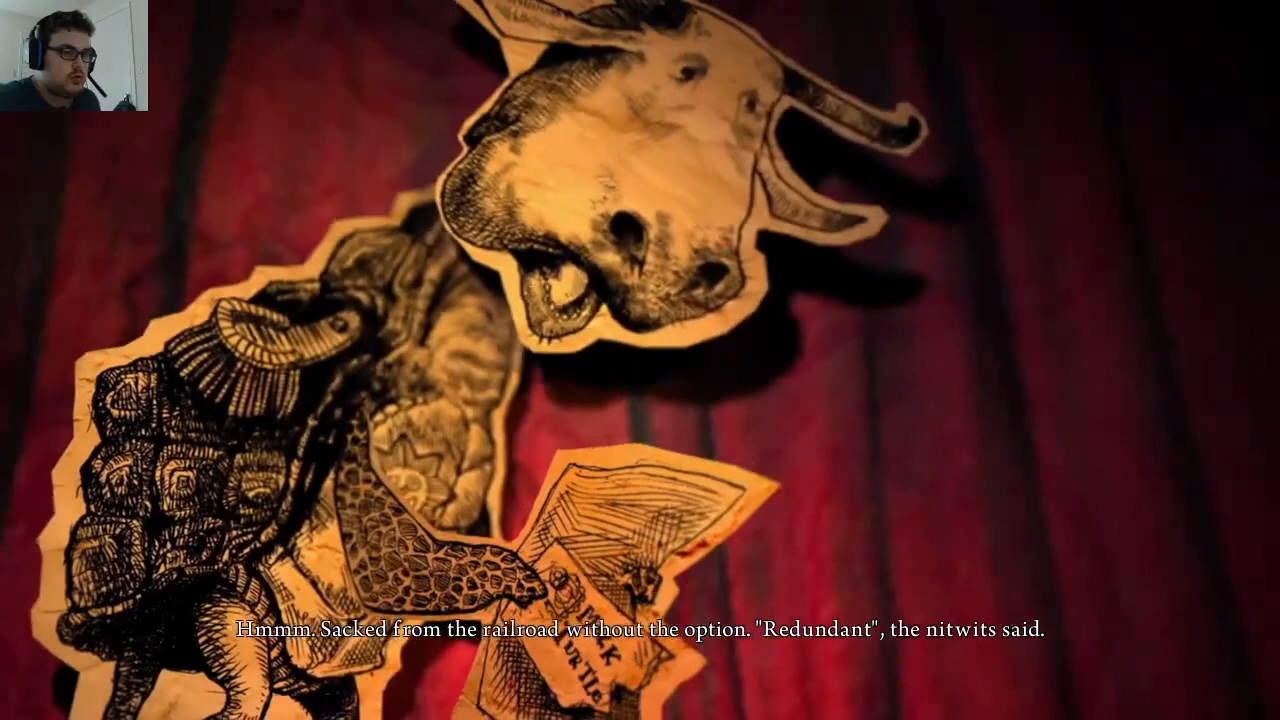 Hmmm. Sacked from the railroad without the option. "Redundant", the nitwits said.